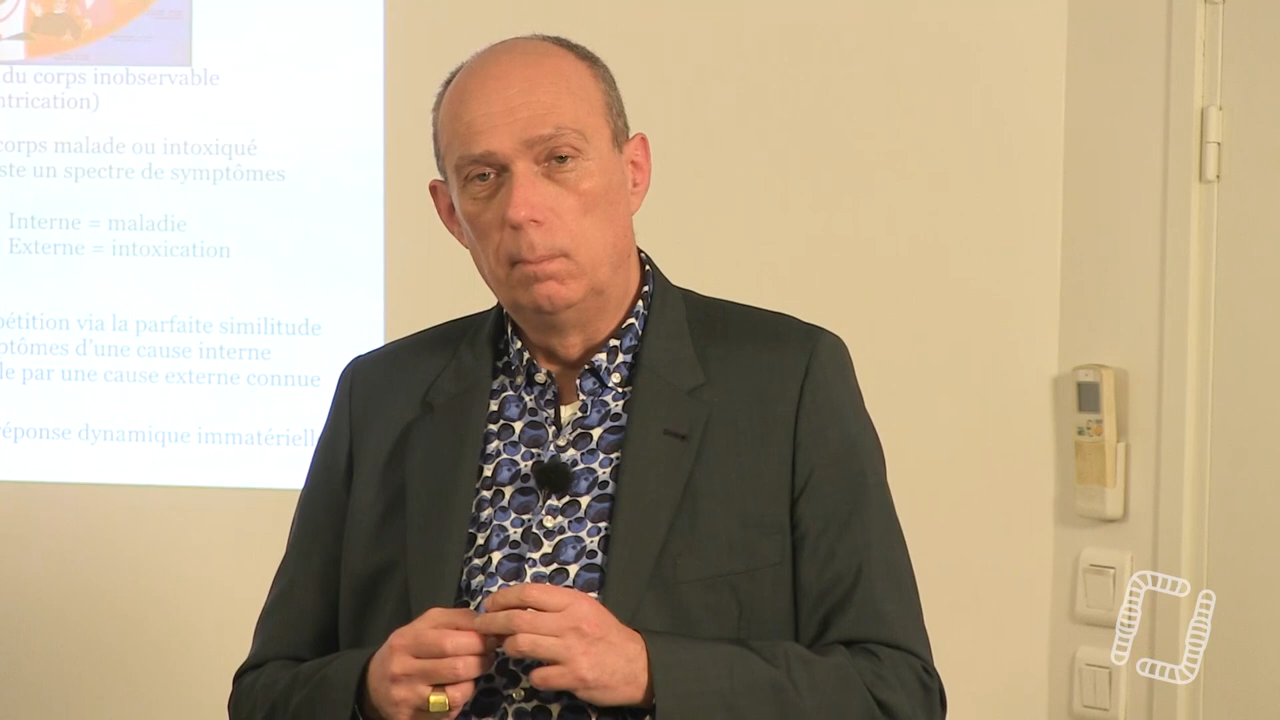 du corps inobservable
ntrication)
corps malade ou intoxiqué
ste un spectre de symptômes
Interne = maladie
Externe = intoxication
pétition via la parfaite similitude
ptômes d'une cause interne
le par une cause externe connue
réponse dynamique immatériell